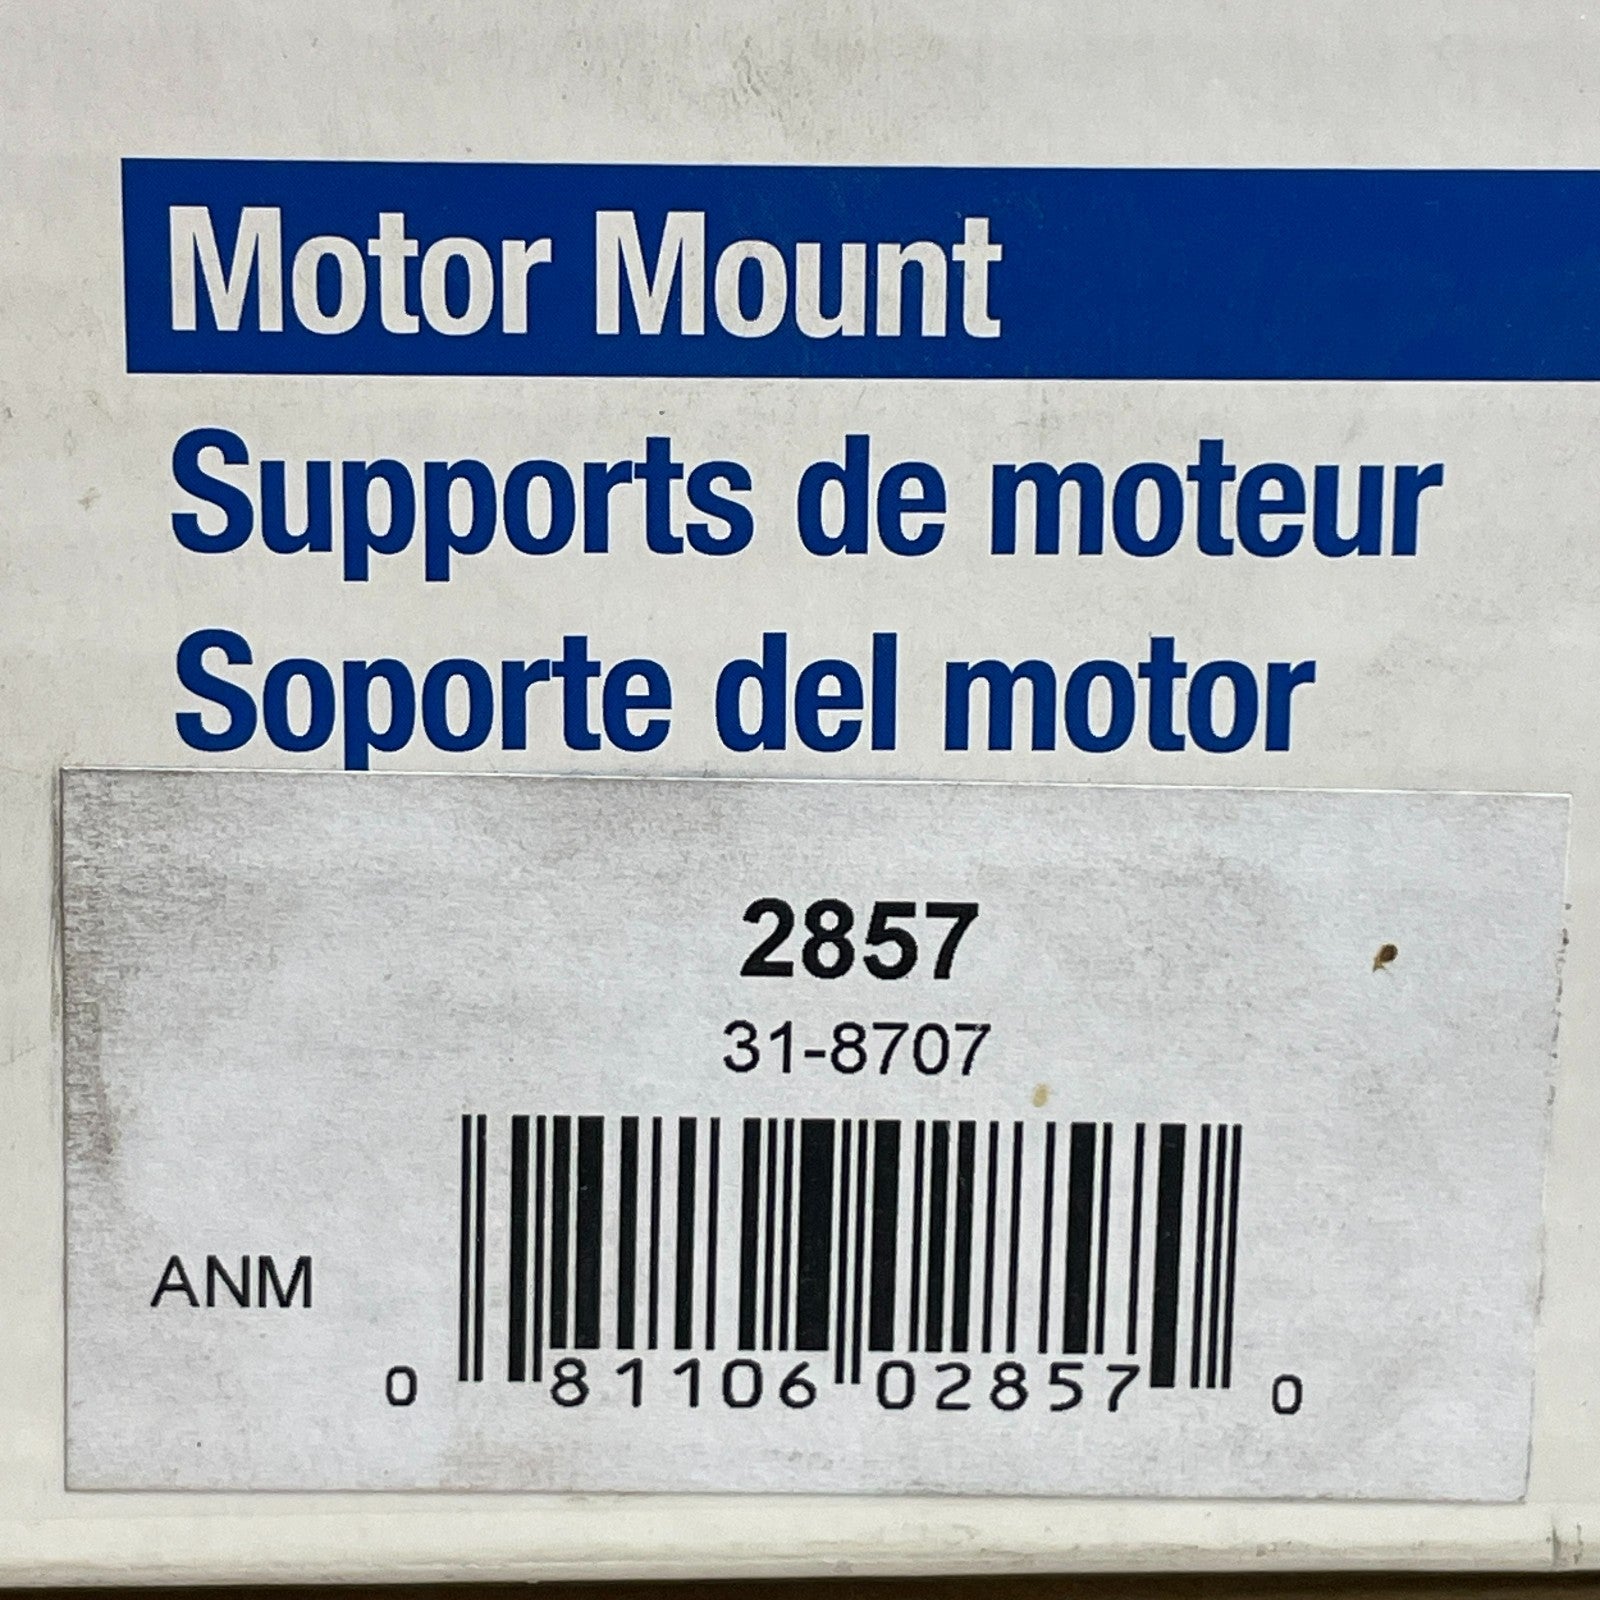 Motor Mount
Supports de moteur
Soporte del motor
2857
31-8707
ANM
0 81106 02857 0